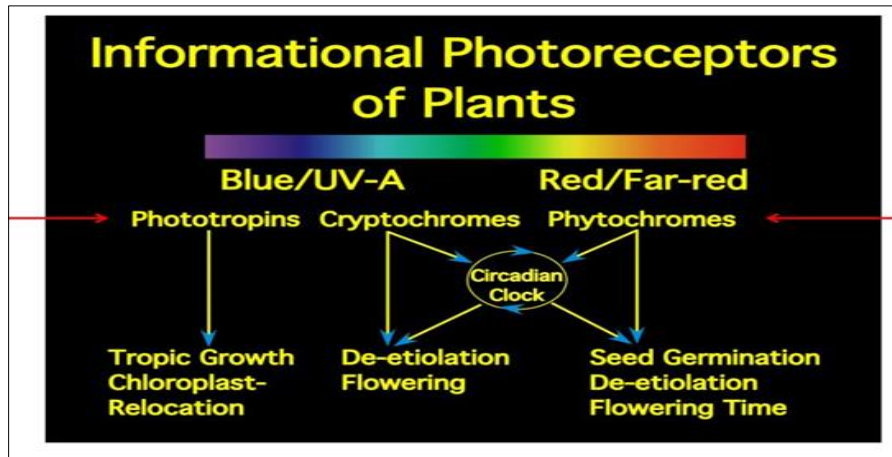 Informational Photoreceptors
of Plants
Blue/UV-A
Red/Far-red
Phototropins
Cryptochromes
Phytochromes
Circadian
Clock
Tropic Growth
Chloroplast-
Relocation
De-etiolation
Flowering
Seed Germination
De-etiolation
Flowering Time